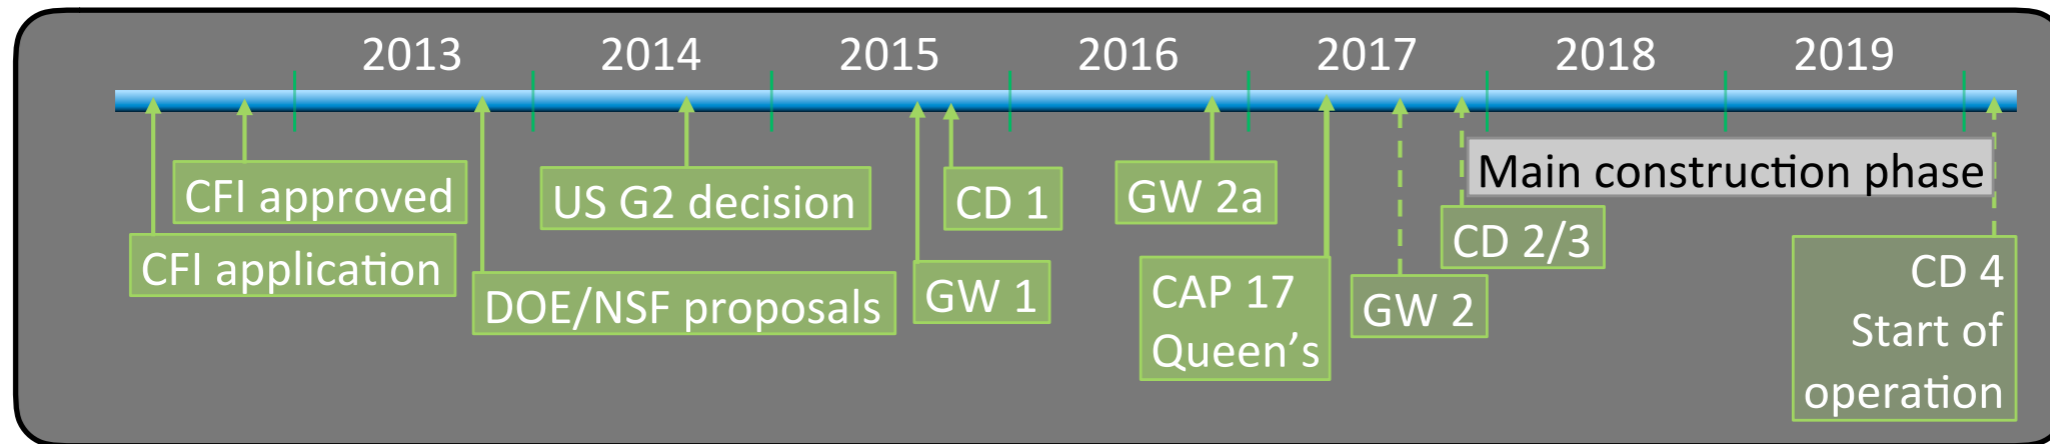 2013 2014 2015 2016 2017 2018 2019
CFI approved
CFI application
DOE/NSF proposals
US G2 decision
CD 1
GW 1
GW 2a
CAP 17
Queen’s
GW 2
Main construction phase
CD 2/3
CD 4
Start of
operation